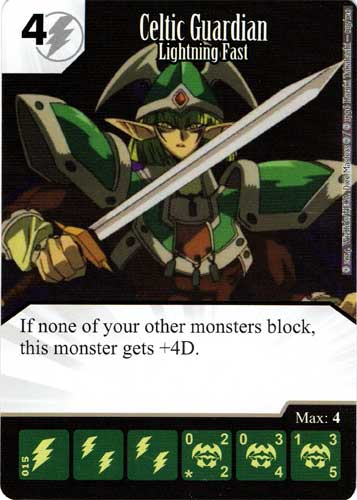 4
Celtic Guardian
Lightning Fast
If none of your other monsters block,
this monster gets +4D.
Max: 4
015
0 2 * 2
0 3 4
1 3 5